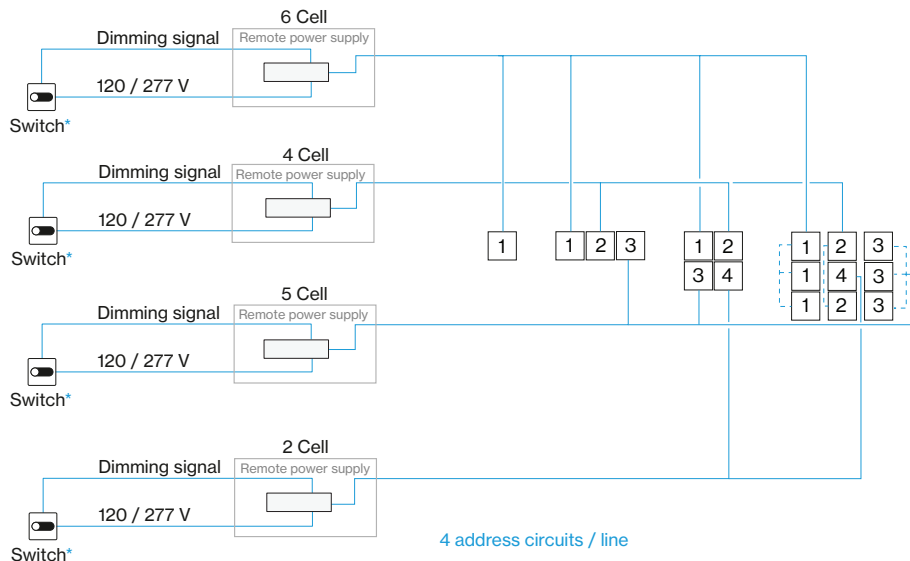 6 Cell
Remote power supply
Dimming signal
120 / 277 V
Switch*
4 Cell
Remote power supply
Dimming signal
120 / 277 V
Switch*
1
1 2 3
1 2
3 4
1 2 3
1 4 3
1 2 3
5 Cell
Remote power supply
Dimming signal
120 / 277 V
Switch*
2 Cell
Remote power supply
Dimming signal
120 / 277 V
Switch*
4 address circuits / line